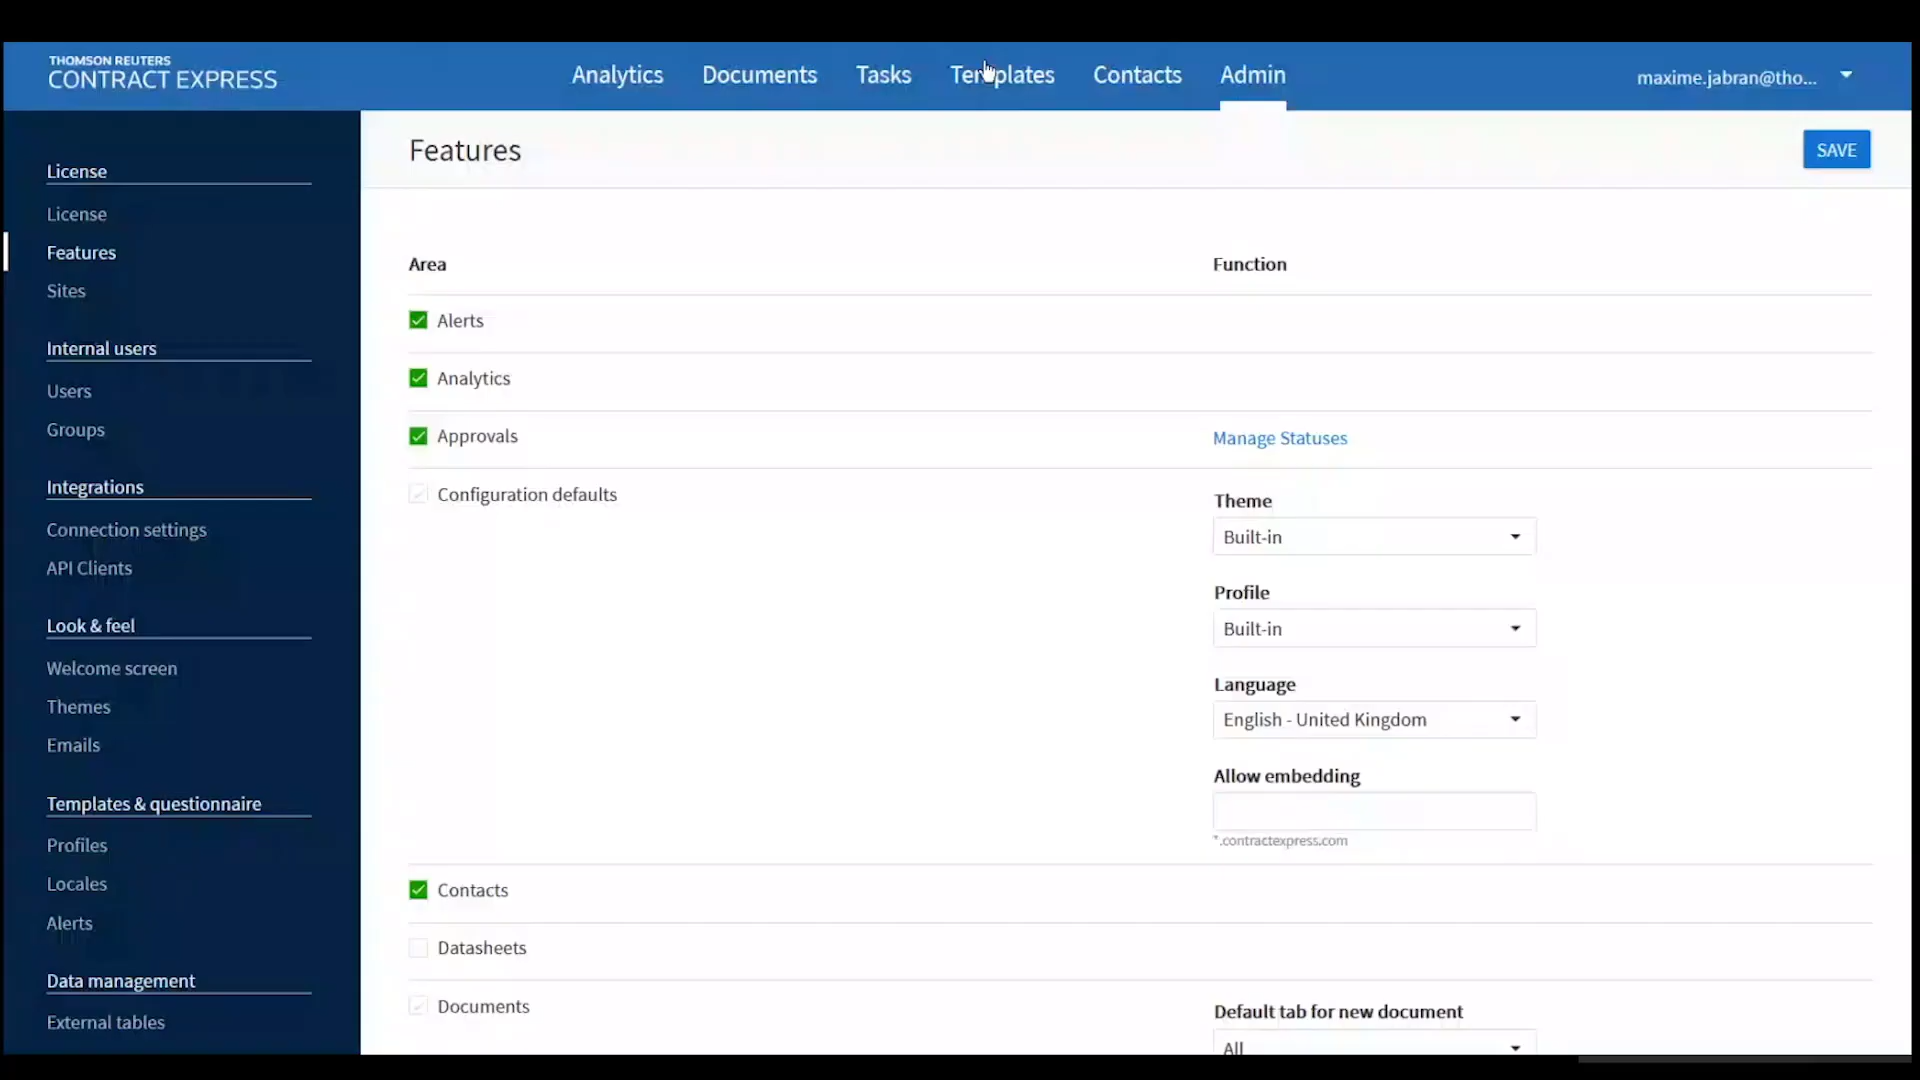 THOMSON REUTERS
CONTRACT EXPRESS
Analytics
Documents
Tasks
Templates
Contacts
Admin
maxime.jabran@tho...
License
License
Features
Sites
Internal users
Users
Groups
Integrations
Connection settings
API Clients
Look & feel
Welcome screen
Themes
Emails
Templates & questionnaire
Profiles
Locales
Alerts
Data management
External tables
Features
SAVE
Area
Function
Alerts
Analytics
Approvals
Manage Statuses
Configuration defaults
Theme
Built-in
Profile
Built-in
Language
English - United Kingdom
Allow embedding
*.contractexpress.com
Contacts
Datasheets
Documents
Default tab for new document
All